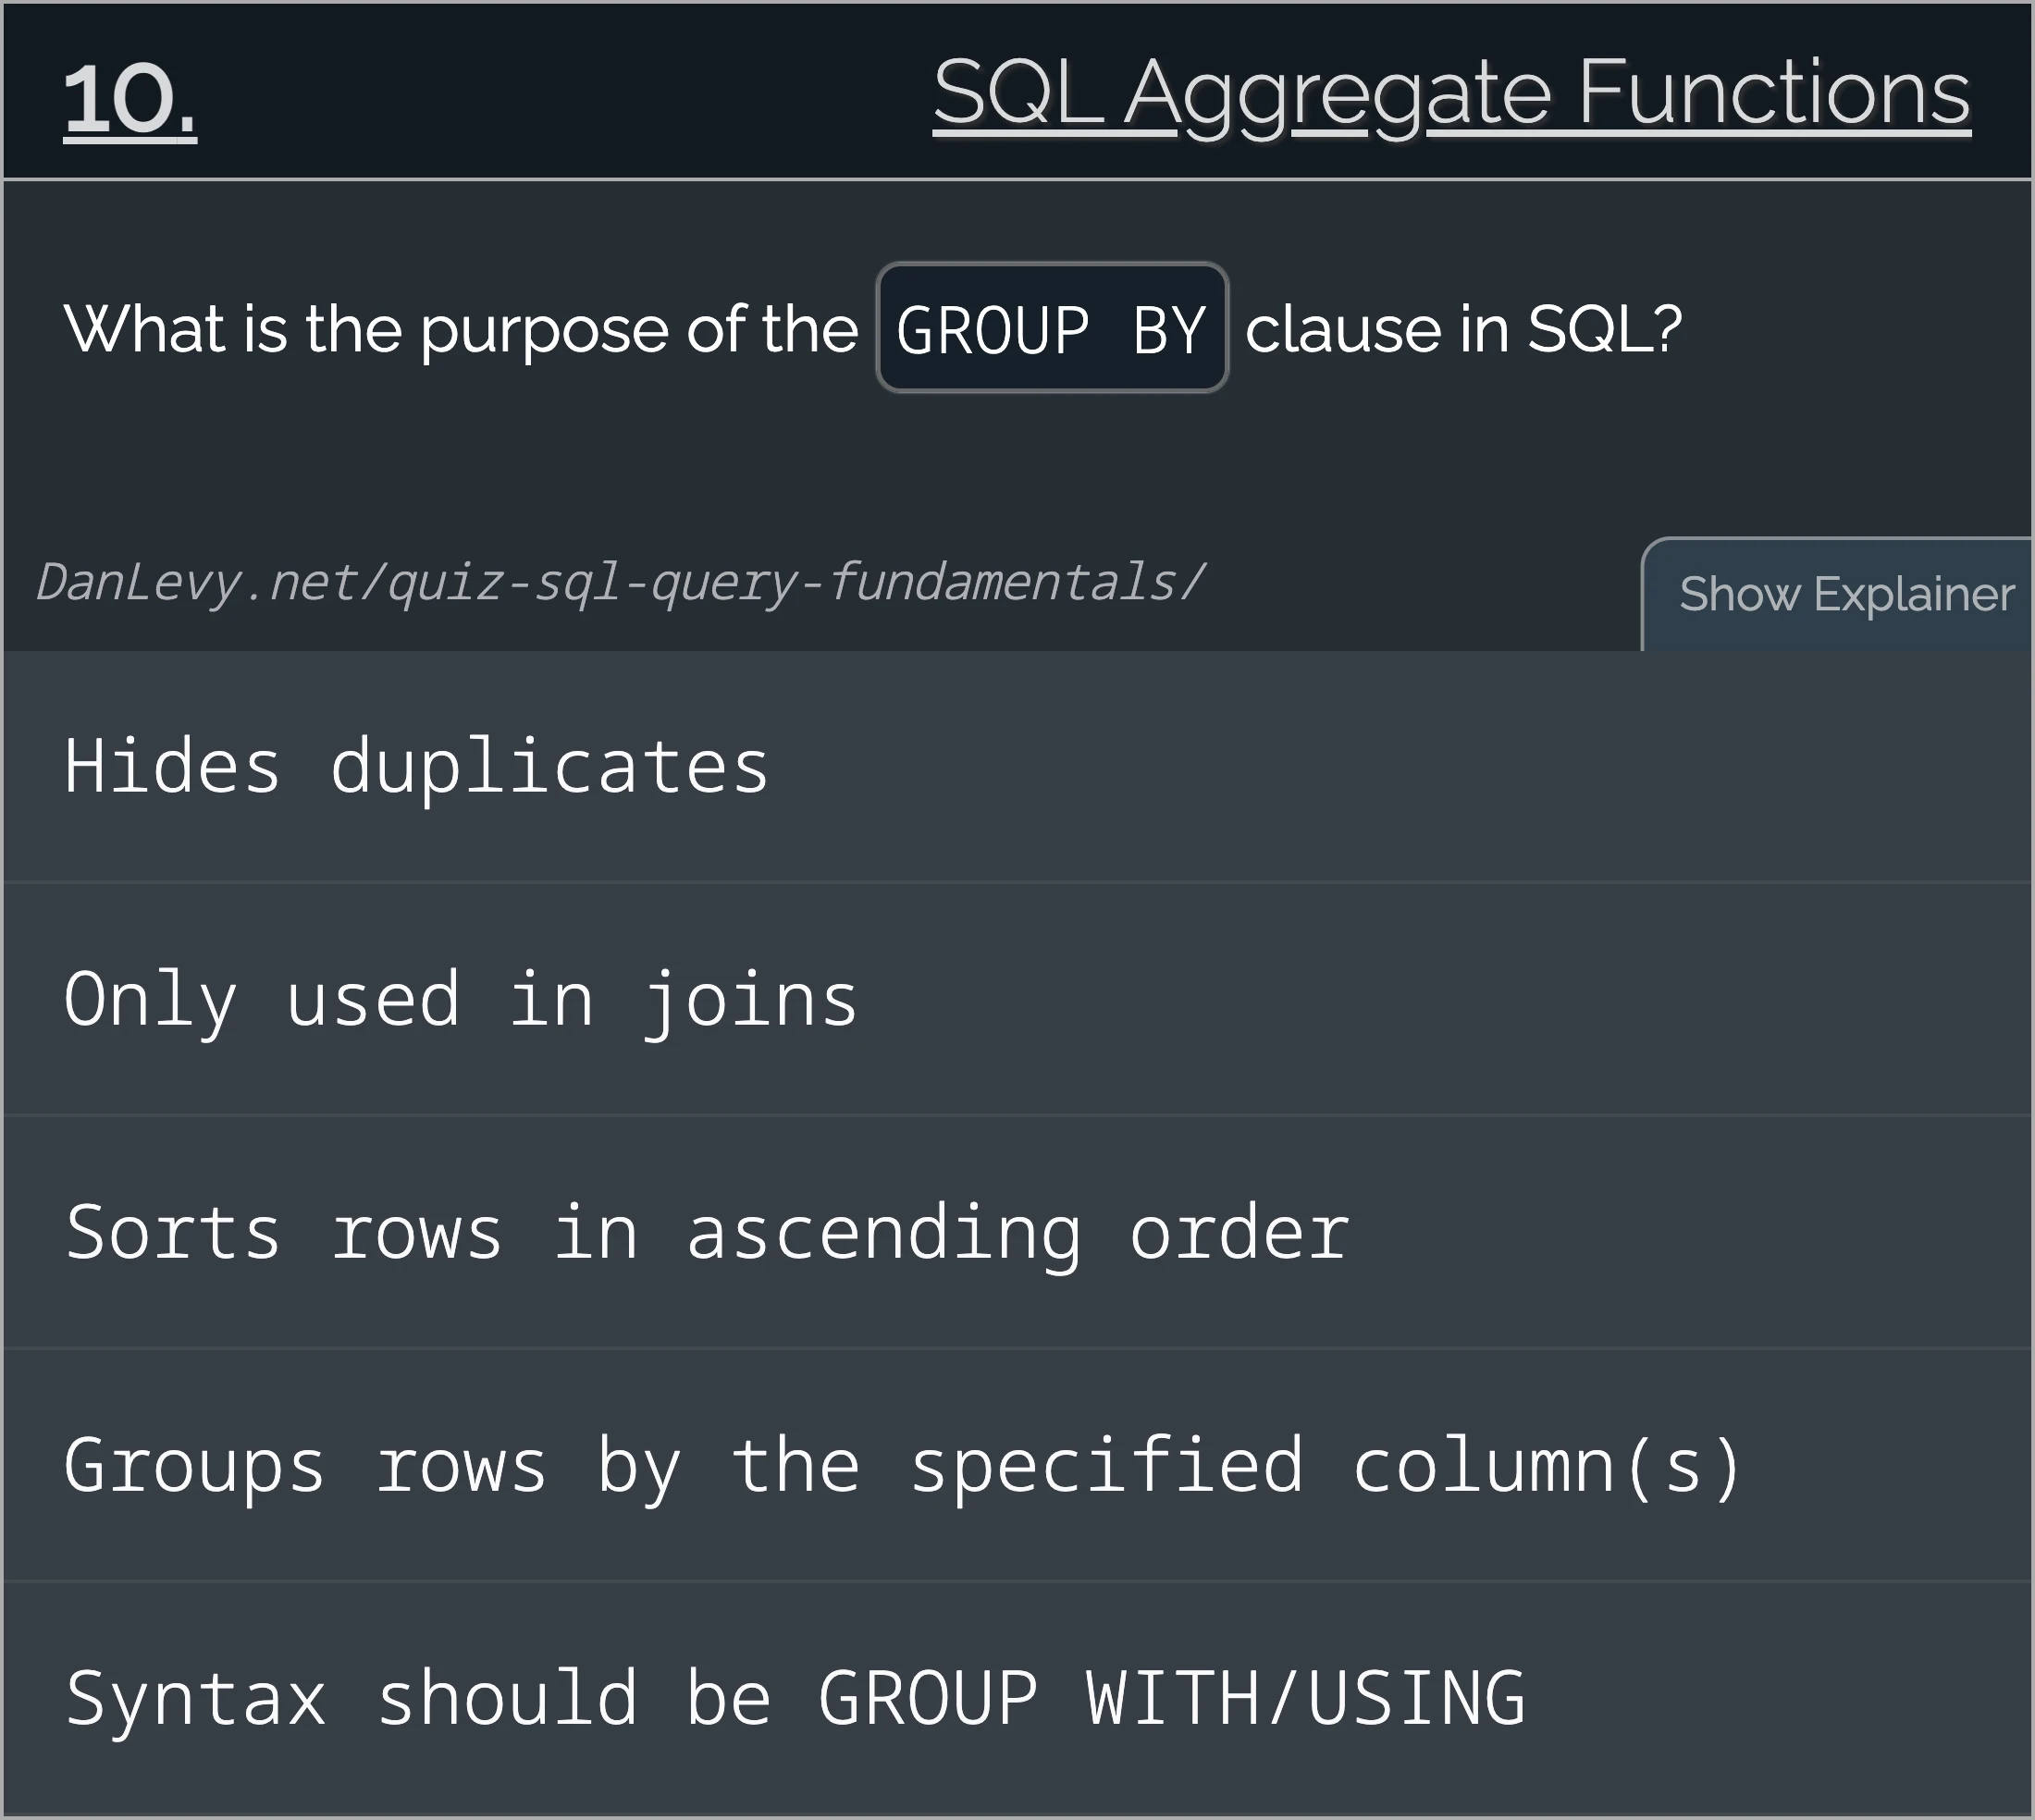 10.
SQL Aggregate Functions
What is the purpose of the GROUP BY clause in SQL?
DanLevy.net/quiz-sql-query-fundamentals/
Show Explainer
Hides duplicates
Only used in joins
Sorts rows in ascending order
Groups rows by the specified column(s)
Syntax should be GROUP WITH/USING